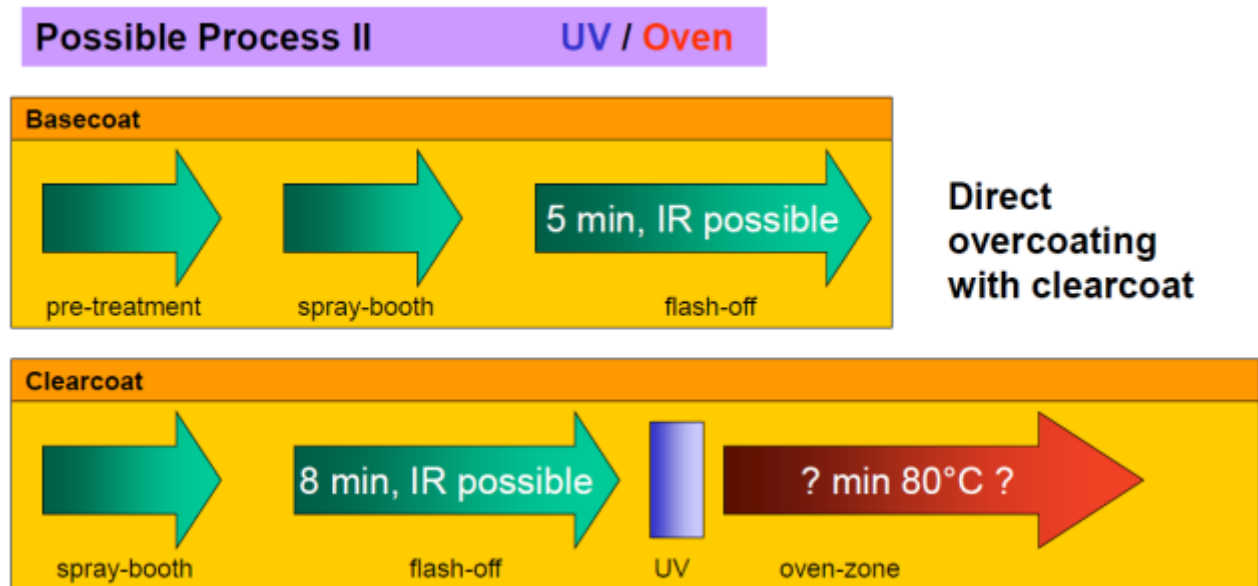 Possible Process II UV / Oven
Basecoat
5 min, IR possible
pre-treatment spray-booth flash-off
Direct
overcoating
with clearcoat
Clearcoat
8 min, IR possible ? min 80°C ?
spray-booth flash-off UV oven-zone